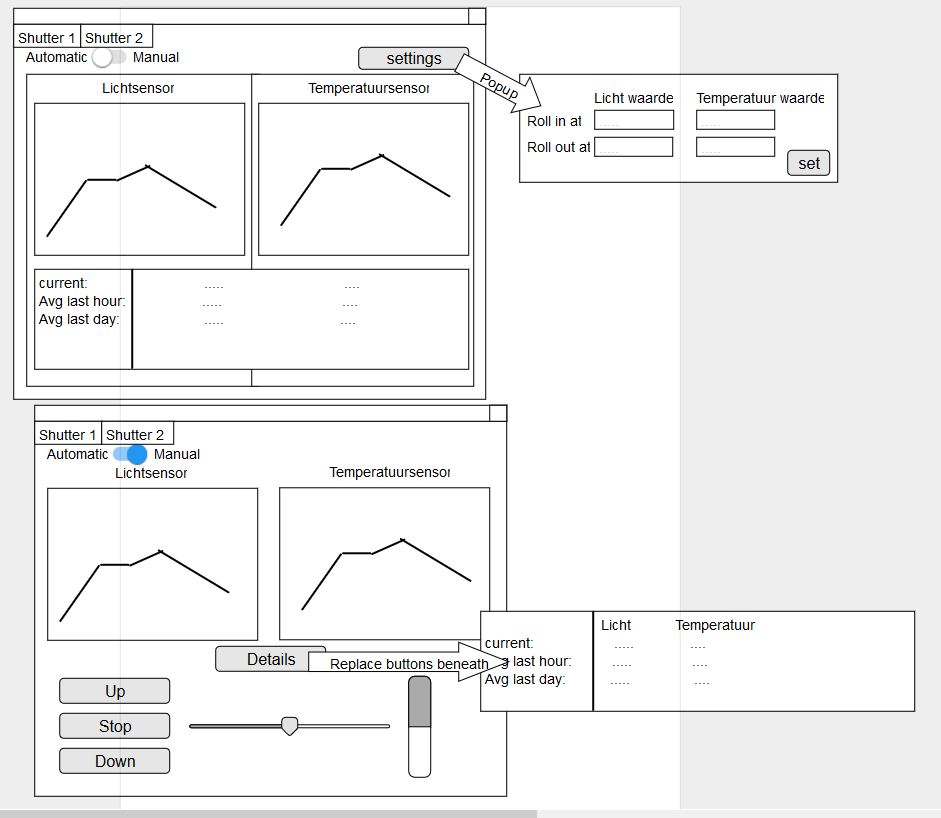 Shutter 1 Shutter 2
Automatic Manual
settings
Popup
Lichtsensor Temperatuursensor
current: ..... ....
Avg last hour: ..... ....
Avg last day: ..... ....
Licht waarde Temperatuur waarde
Roll in at ..... .....
Roll out at ..... .....
set
Shutter 1 Shutter 2
Automatic Manual
Lichtsensor Temperatuursensor
Details
Replace buttons beneath
Up
Stop
Down
Licht Temperatuur
current: ..... ....
last hour: ..... ....
Avg last day: ..... ....